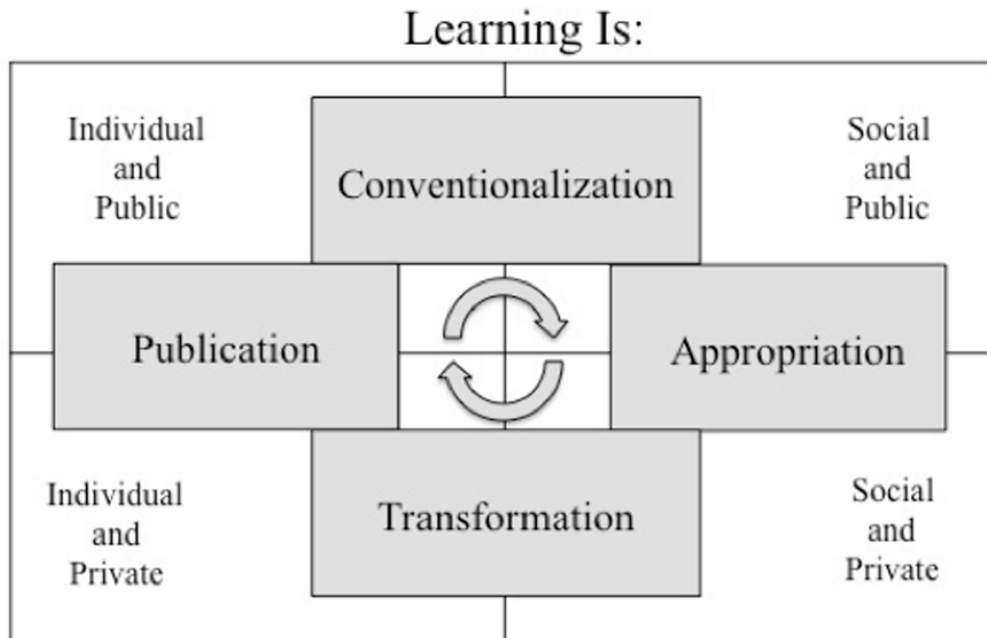 Learning Is:
Individual
and
Public
Social
and
Public
Conventionalization
Publication
Appropriation
Transformation
Individual
and
Private
Social
and
Private